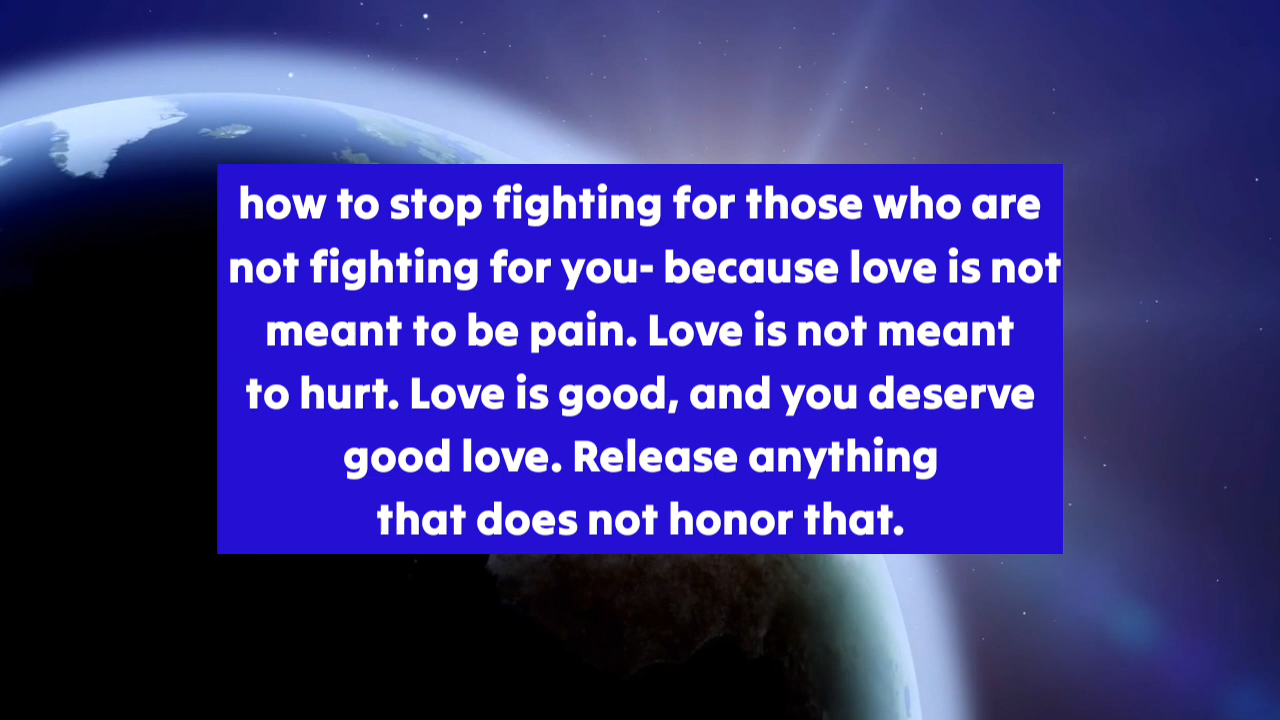 how to stop fighting for those who are
not fighting for you- because love is not
meant to be pain. Love is not meant
to hurt. Love is good, and you deserve
good love. Release anything
that does not honor that.